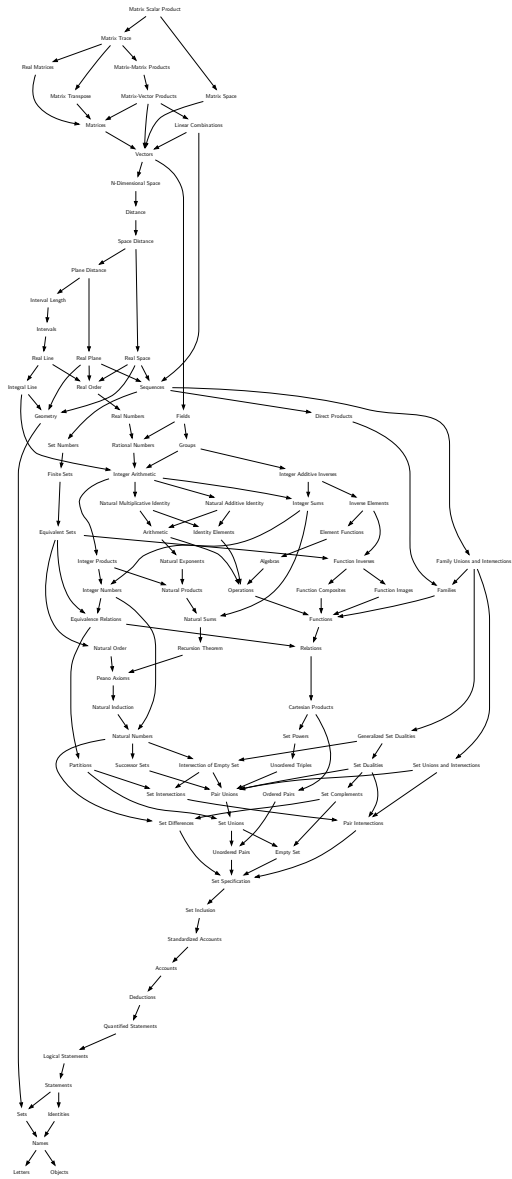 Matrix Scalar Product
Matrix Trace
Real Matrices
Matrix-Matrix Products
Matrix Transpose
Matrix-Vector Products
Matrix Space
Matrices
Linear Combinations
Vectors
N-Dimensional Space
Distance
Space Distance
Plane Distance
Interval Length
Intervals
Real Line
Real Plane
Real Space
Integral Line
Real Order
Sequences
Geometry
Real Numbers
Fields
Direct Products
Set Numbers
Rational Numbers
Groups
Finite Sets
Integer Arithmetic
Integer Additive Inverses
Natural Multiplicative Identity
Natural Additive Identity
Integer Sums
Inverse Elements
Equivalent Sets
Arithmetic
Identity Elements
Element Functions
Integer Products
Natural Exponents
Algebras
Function Inverses
Family Unions and Intersections
Integer Numbers
Natural Products
Operations
Function Composites
Function Images
Families
Equivalence Relations
Natural Sums
Functions
Natural Order
Recursion Theorem
Relations
Peano Axioms
Natural Induction
Cartesian Products
Natural Numbers
Set Powers
Generalized Set Dualities
Partitions
Successor Sets
Intersection of Empty Set
Unordered Triples
Set Dualities
Set Unions and Intersections
Set Intersections
Pair Unions
Ordered Pairs
Set Complements
Set Differences
Set Unions
Pair Intersections
Unordered Pairs
Empty Set
Set Specification
Set Inclusion
Standardized Accounts
Accounts
Deductions
Quantified Statements
Logical Statements
Statements
Sets
Identities
Names
Letters
Objects